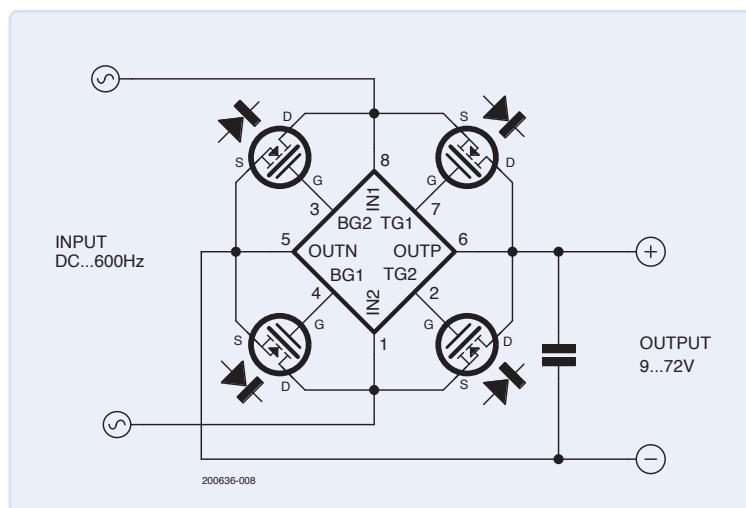 D
S
S
D
G
G
8
3
7
IN1
BG2
TG1
INPUT
DC...600Hz
5
OUTN
OUTP
6
+
BG1
TG2
4
2
IN2
G
G
1
S
D
D
S
OUTPUT
9...72V
−
200636-008